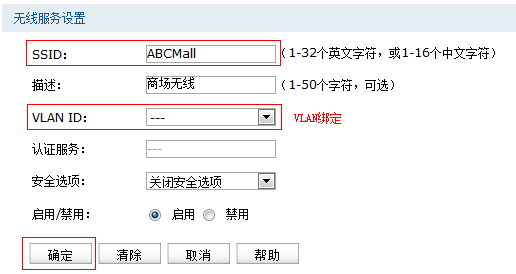 无线服务设置
SSID: ABCMall (1-32个英文字符，或1-16个中文字符)
描述: 商场无线 (1-50个字符，可选)
VLAN ID: --- VLAN绑定
认证服务: ---
安全选项: 关闭安全选项
启用/禁用: 启用 禁用
确定 清除 取消 帮助